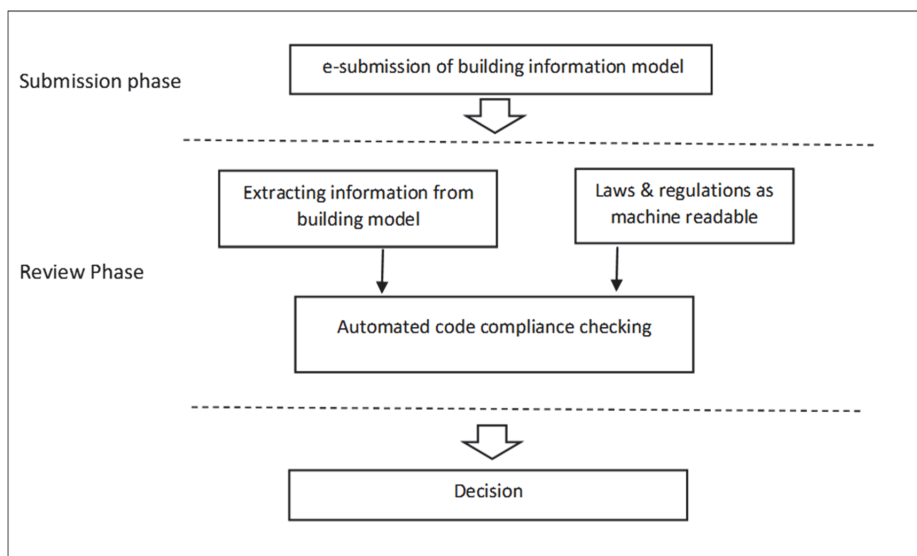 Submission phase
e-submission of building information model
Extracting information from
building model
Laws & regulations as
machine readable
Review Phase
Automated code compliance checking
Decision